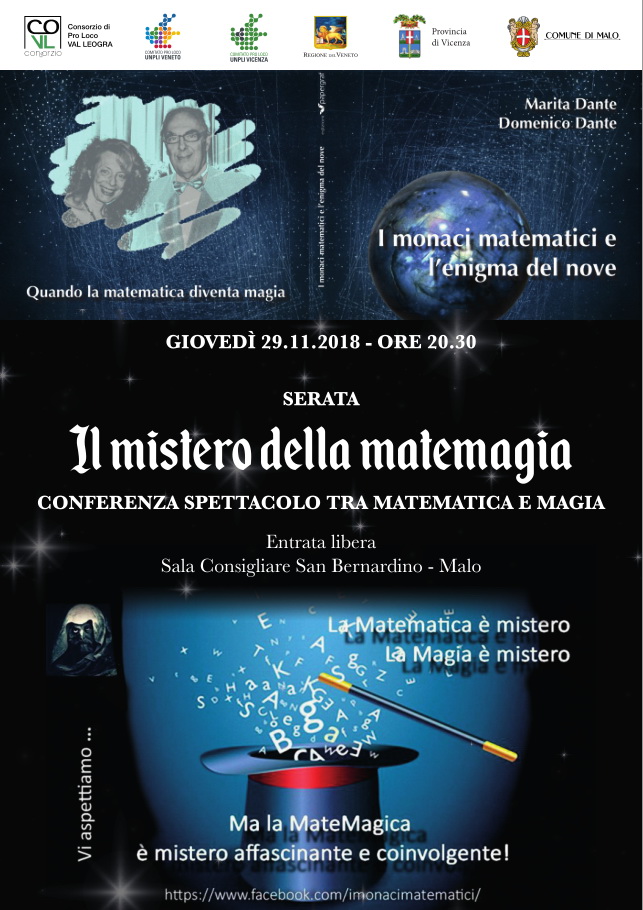 COVL
consorzio
Consorzio di
Pro Loco
VAL LEOGRA
COMITATO PRO LOCO
UNPLI VENETO
COMITATO PRO LOCO
UNPLI VICENZA
REGIONE DEL VENETO
Provincia
di Vicenza
COMUNE DI MALO
Marita Dante
Domenico Dante
papergraf
I monaci matematici e l'enigma del nove
I monaci matematici e
l'enigma del nove
Quando la matematica diventa magia
GIOVEDÌ 29.11.2018 - ORE 20.30
SERATA
Il mistero della matemagia
CONFERENZA SPETTACOLO TRA MATEMATICA E MAGIA
Entrata libera
Sala Consigliare San Bernardino - Malo
La Matematica è mistero
La Magia è mistero
Vi aspettiamo ...
Ma la MateMagica
è mistero affascinante e coinvolgente!
https://www.facebook.com/imonacimatematici/